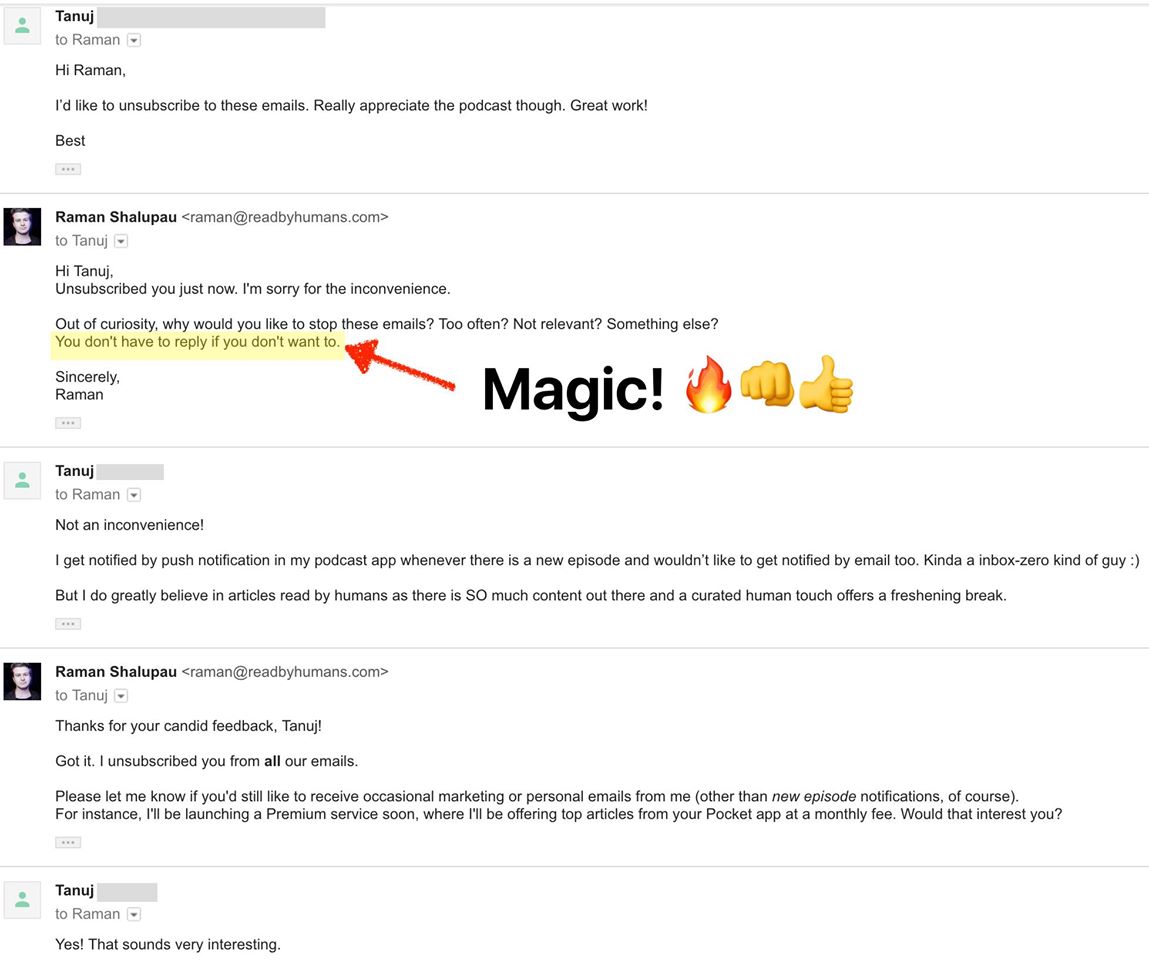 Tanuj
to Raman
Hi Raman,
I’d like to unsubscribe to these emails. Really appreciate the podcast though. Great work!
Best
Raman Shalupau <raman@readbyhumans.com>
to Tanuj
Hi Tanuj,
Unsubscribed you just now. I'm sorry for the inconvenience.
Out of curiosity, why would you like to stop these emails? Too often? Not relevant? Something else?
You don't have to reply if you don't want to.
Magic! 🔥👊👍
Sincerely,
Raman
Tanuj
to Raman
Not an inconvenience!
I get notified by push notification in my podcast app whenever there is a new episode and wouldn’t like to get notified by email too. Kinda a inbox-zero kind of guy :)
But I do greatly believe in articles read by humans as there is SO much content out there and a curated human touch offers a freshening break.
Raman Shalupau <raman@readbyhumans.com>
to Tanuj
Thanks for your candid feedback, Tanuj!
Got it. I unsubscribed you from all our emails.
Please let me know if you'd still like to receive occasional marketing or personal emails from me (other than new episode notifications, of course).
For instance, I'll be launching a Premium service soon, where I'll be offering top articles from your Pocket app at a monthly fee. Would that interest you?
Tanuj
to Raman
Yes! That sounds very interesting.